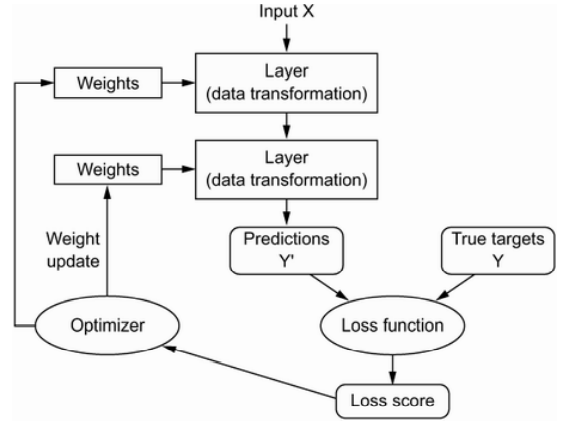 Input X
Layer
(data transformation)
Weights
Layer
(data transformation)
Weights
Weight
update
Predictions
Y'
True targets
Y
Optimizer
Loss function
Loss score